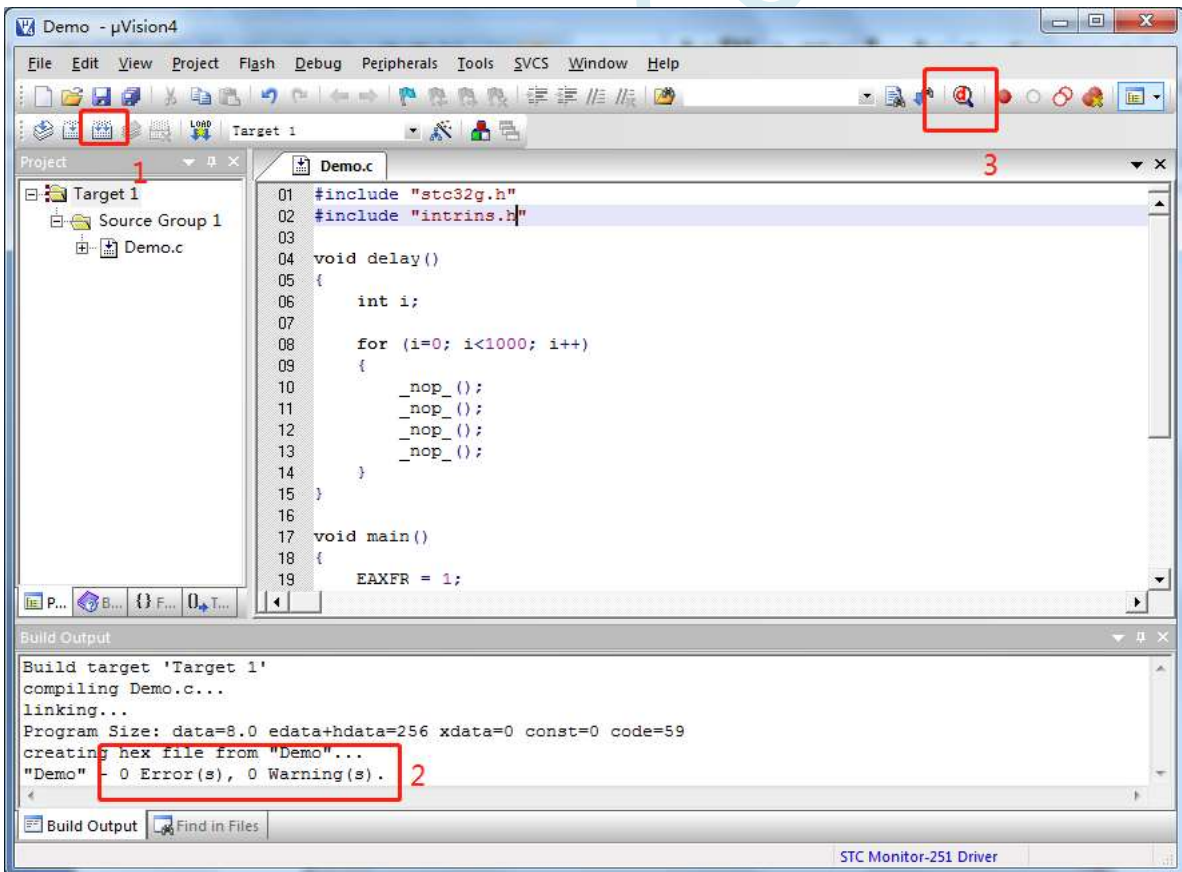 Demo - µVision4
File Edit View Project Flash Debug Peripherals Tools SVCS Window Help
LOAD Target 1
1
3
Project
Demo.c
Target 1
Source Group 1
Demo.c
01 #include "stc32g.h"
02 #include "intrins.h"
03
04 void delay()
05 {
06 int i;
07
08 for (i=0; i<1000; i++)
09 {
10 _nop_();
11 _nop_();
12 _nop_();
13 _nop_();
14 }
15 }
16
17 void main()
18 {
19 EAXFR = 1;
P... B... {} F... 0 T...
Build Output
Build target 'Target 1'
compiling Demo.c...
linking...
Program Size: data=8.0 edata+hdata=256 xdata=0 const=0 code=59
creating hex file from "Demo"...
"Demo" - 0 Error(s), 0 Warning(s).
2
Build Output Find in Files
STC Monitor-251 Driver